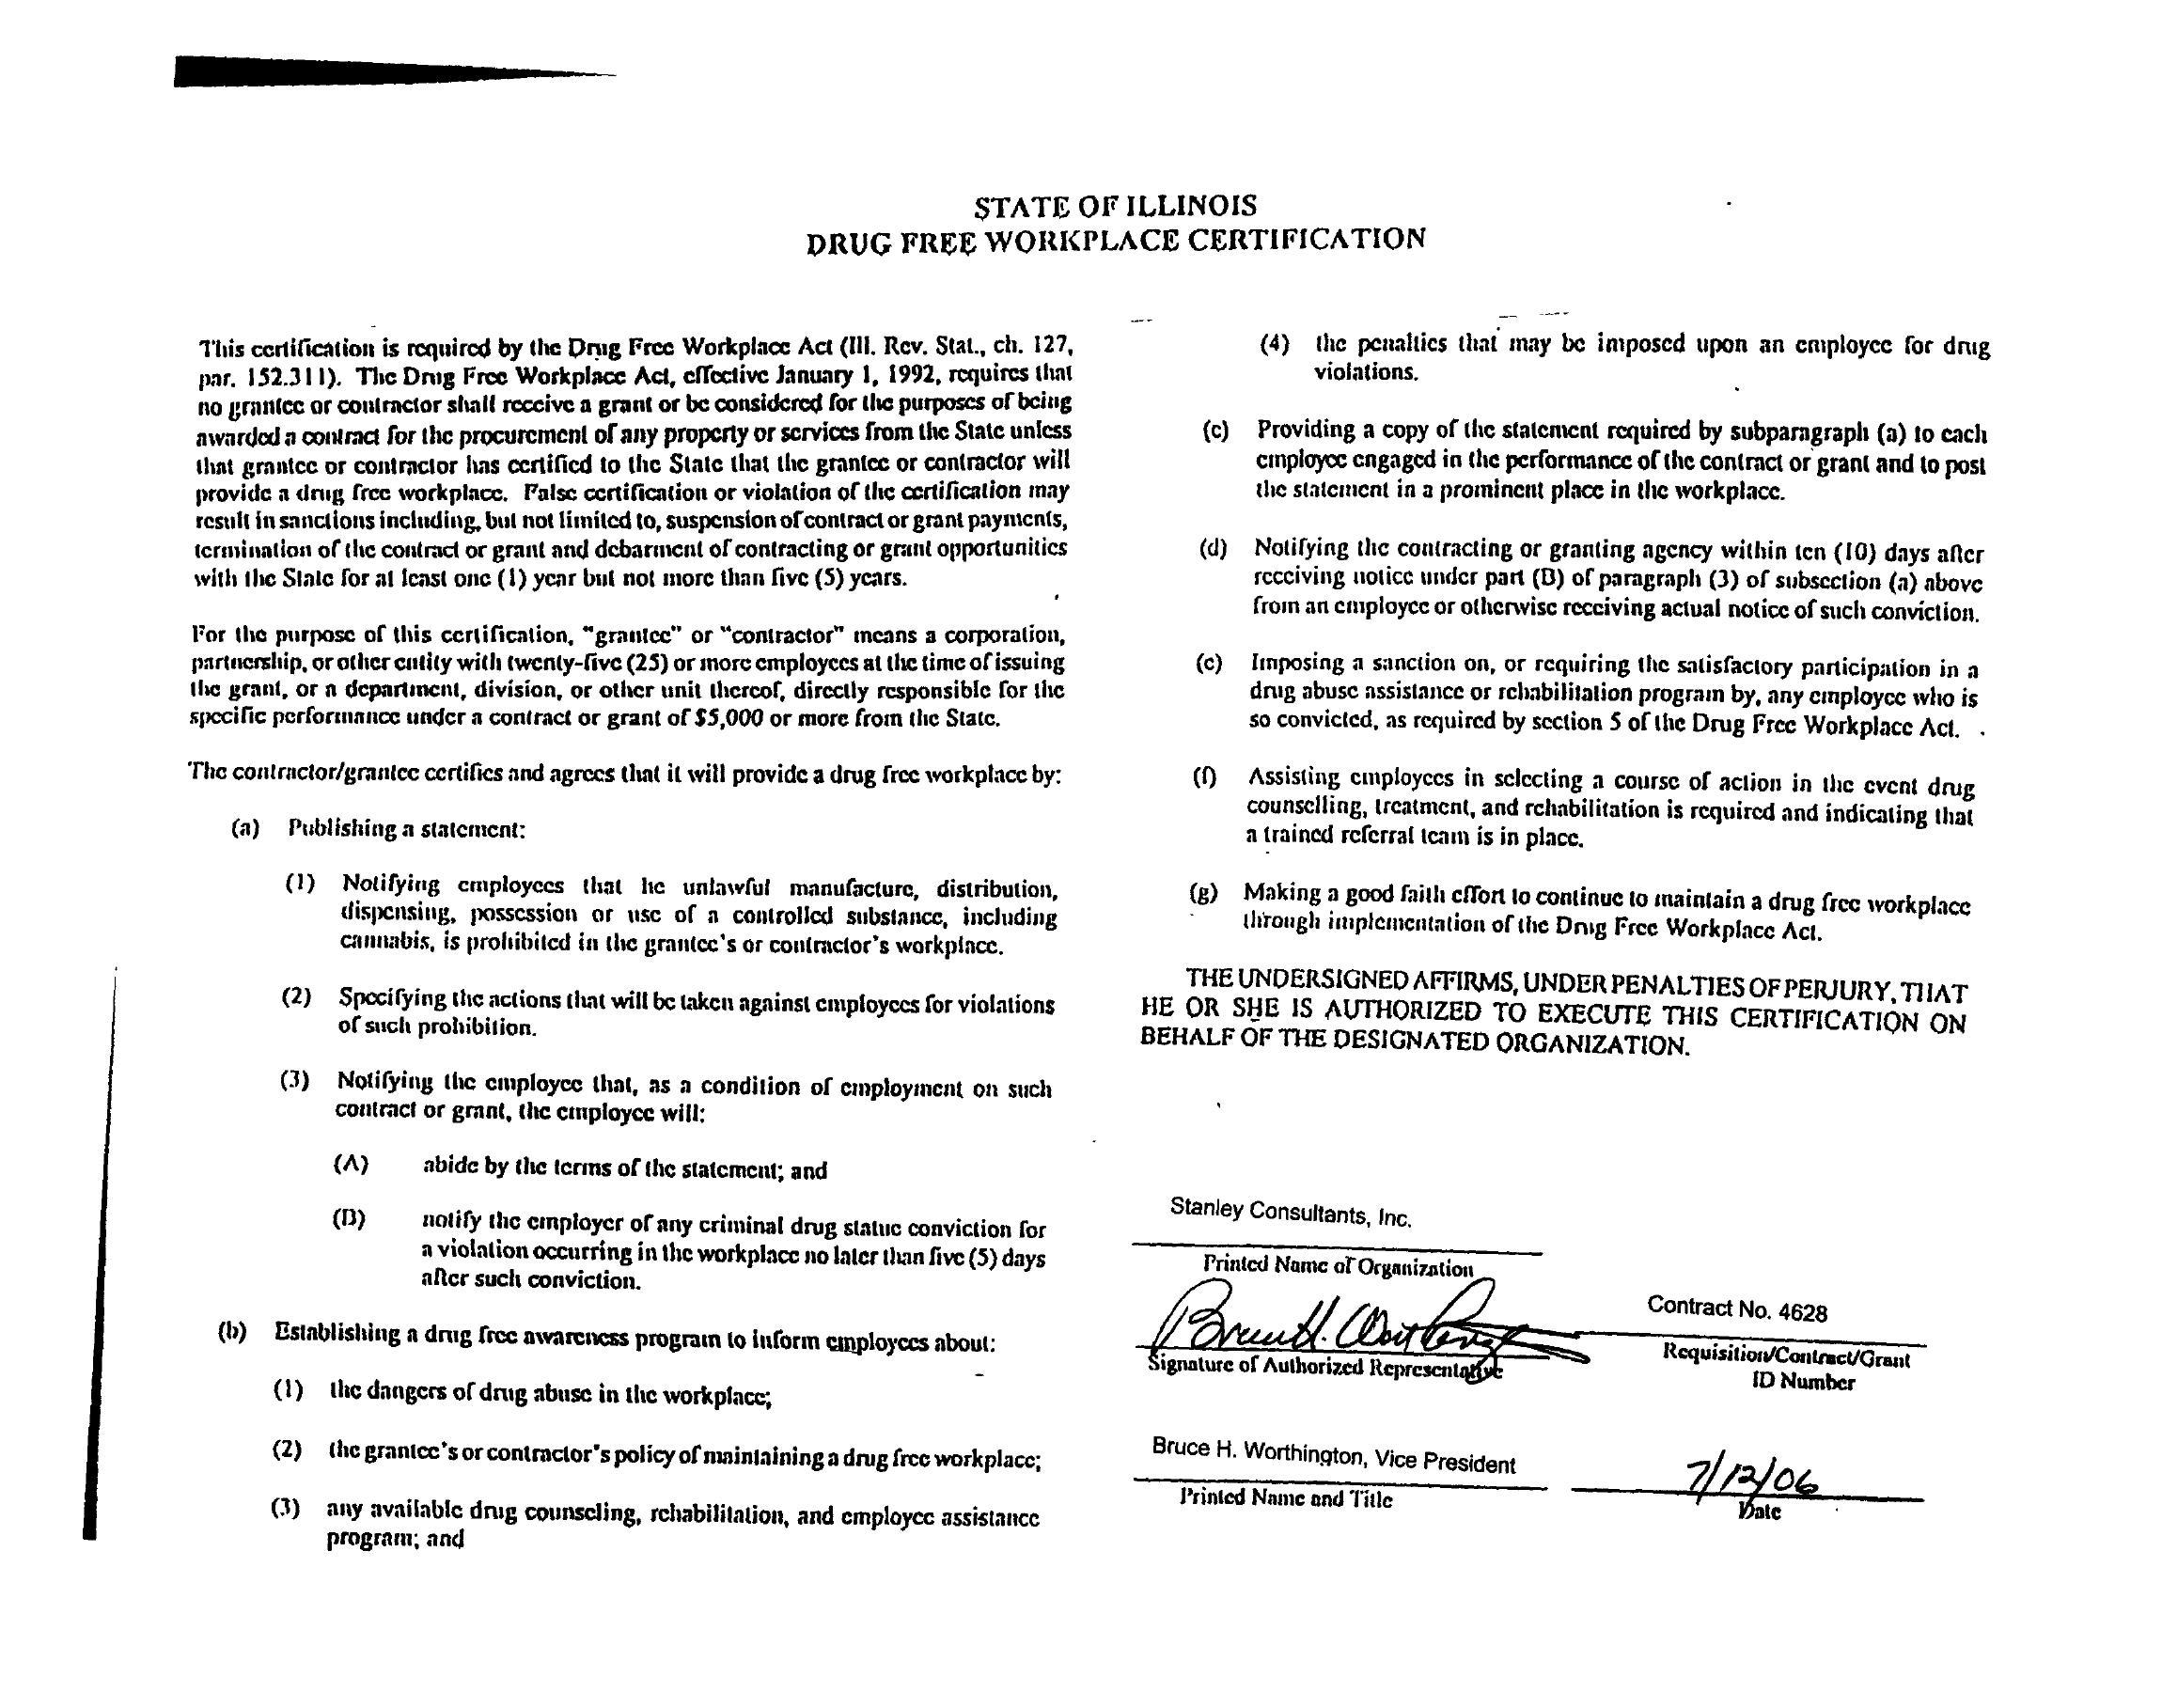 STATE OF ILLINOIS
DRUG FREE WORKPLACE CERTIFICATION
This certification is required by the Drug Free Workplace Act (Ill. Rev. Stat., ch. 127,
par. 152.311). The Drug Free Workplace Act, effective January 1, 1992, requires that
no grantee or contractor shall receive a grant or be considered for the purposes of being
awarded a contract for the procurement of any property or services from the State unless
that grantee or contractor has certified to the State that the grantee or contractor will
provide a drug free workplace. False certification or violation of the certification may
result in sanctions including, but not limited to, suspension of contract or grant payments,
termination of the contract or grant and debarment of contracting or grant opportunities
with the State for at least one (1) year but not more than five (5) years.
For the purpose of this certification, "grantee" or "contractor" means a corporation,
partnership, or other entity with twenty-five (25) or more employees at the time of issuing
the grant, or a department, division, or other unit thereof, directly responsible for the
specific performance under a contract or grant of $5,000 or more from the State.
The contractor/grantee certifies and agrees that it will provide a drug free workplace by:
(a) Publishing a statement:
(1) Notifying employees that he unlawful manufacture, distribution,
dispensing, possession or use of a controlled substance, including
cannabis, is prohibited in the grantee's or contractor's workplace.
(2) Specifying the actions that will be taken against employees for violations
of such prohibition.
(3) Notifying the employee that, as a condition of employment on such
contract or grant, the employee will:
(A) abide by the terms of the statement; and
(B) notify the employer of any criminal drug statue conviction for
a violation occurring in the workplace no later than five (5) days
after such conviction.
(b) Establishing a drug free awareness program to inform employees about:
(1) the dangers of drug abuse in the workplace;
(2) the grantee's or contractor's policy of maintaining a drug free workplace;
(3) any available drug counseling, rehabilitation, and employee assistance
program; and
(4) the penalties that may be imposed upon an employee for drug
violations.
(c) Providing a copy of the statement required by subparagraph (a) to each
employee engaged in the performance of the contract or grant and to post
the statement in a prominent place in the workplace.
(d) Notifying the contracting or granting agency within ten (10) days after
receiving notice under part (B) of paragraph (3) of subsection (a) above
from an employee or otherwise receiving actual notice of such conviction.
(e) Imposing a sanction on, or requiring the satisfactory participation in a
drug abuse assistance or rehabilitation program by, any employee who is
so convicted, as required by section 5 of the Drug Free Workplace Act.
(f) Assisting employees in selecting a course of action in the event drug
counselling, treatment, and rehabilitation is required and indicating that
a trained referral team is in place.
(g) Making a good faith effort to continue to maintain a drug free workplace
through implementation of the Drug Free Workplace Act.
THE UNDERSIGNED AFFIRMS, UNDER PENALTIES OF PERJURY, THAT
HE OR SHE IS AUTHORIZED TO EXECUTE THIS CERTIFICATION ON
BEHALF OF THE DESIGNATED ORGANIZATION.
Stanley Consultants, Inc.
Printed Name of Organization
Bruce H. Worthington
Signature of Authorized Representative
Contract No. 4628
Requisition/Contract/Grant
ID Number
Bruce H. Worthington, Vice President
Printed Name and Title
7/12/06
Date